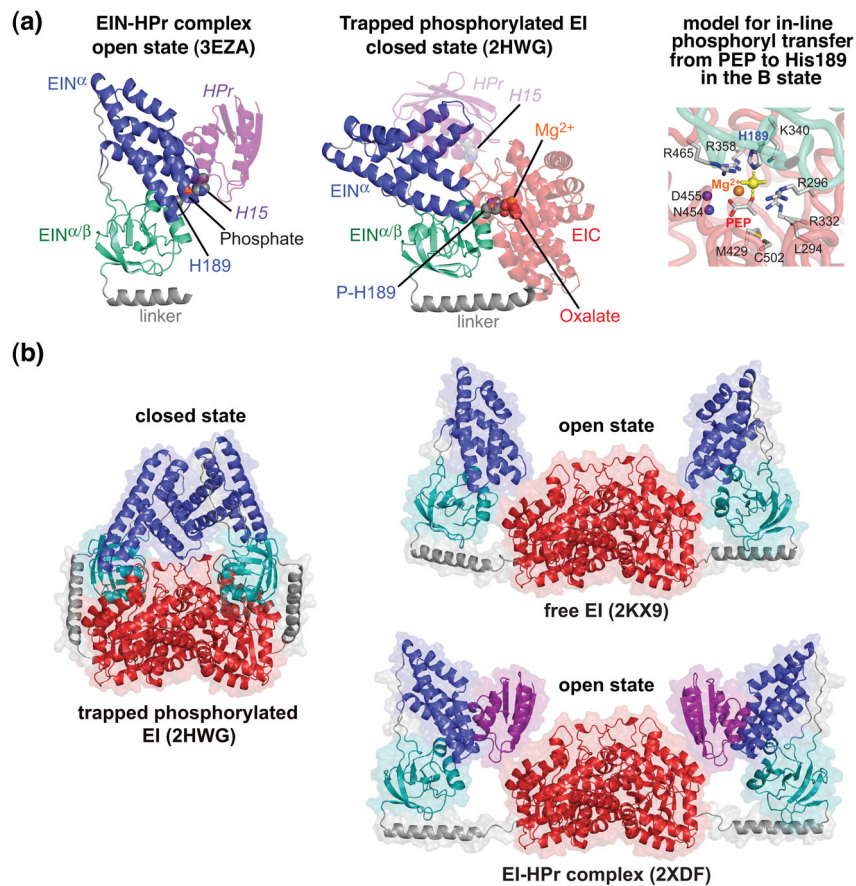 (a)
EIN-HPr complex
open state (3EZA)
EINα
HPr
H15
Phosphate
H189
EINα/β
linker
Trapped phosphorylated EI
closed state (2HWG)
HPr
H15
Mg2+
EINα
EINα/β
EIC
P-H189
linker
Oxalate
model for in-line
phosphoryl transfer
from PEP to His189
in the B state
H189
K340
R358
R465
Mg2+
R296
D455
N454
PEP
R332
M429
L294
C502
(b)
closed state
trapped phosphorylated
EI (2HWG)
open state
free EI (2KX9)
open state
EI-HPr complex (2XDF)